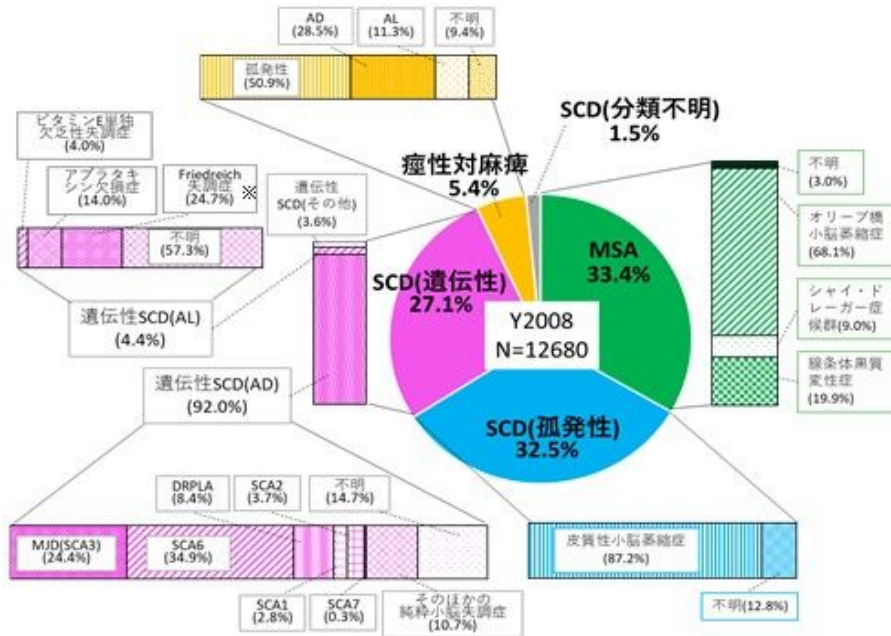 AD
(28.5%)
AL
(11.3%)
不明
(9.4%)
孤発性
(50.9%)
SCD(分類不明)
1.5%
痙性対麻痺
5.4%
ビタミンE単独
欠乏性失調症
(4.0%)
アプラタキ
シン欠損症
(14.0%)
Friedreich
失調症
(24.7%)
※
不明
(57.3%)
遺伝性
SCD(その他)
(3.6%)
遺伝性SCD(AL)
(4.4%)
遺伝性SCD(AD)
(92.0%)
SCD(遺伝性)
27.1%
MSA
33.4%
Y2008
N=12680
SCD(孤発性)
32.5%
不明
(3.0%)
オリーブ橋
小脳萎縮症
(68.1%)
シャイ・ド
レーガー症
候群(9.0%)
線条体黒質
変性症
(19.9%)
DRPLA
(8.4%)
SCA2
(3.7%)
不明
(14.7%)
MJD(SCA3)
(24.4%)
SCA6
(34.9%)
SCA1
(2.8%)
SCA7
(0.3%)
そのほかの
純粋小脳失調症
(10.7%)
皮質性小脳萎縮症
(87.2%)
不明(12.8%)